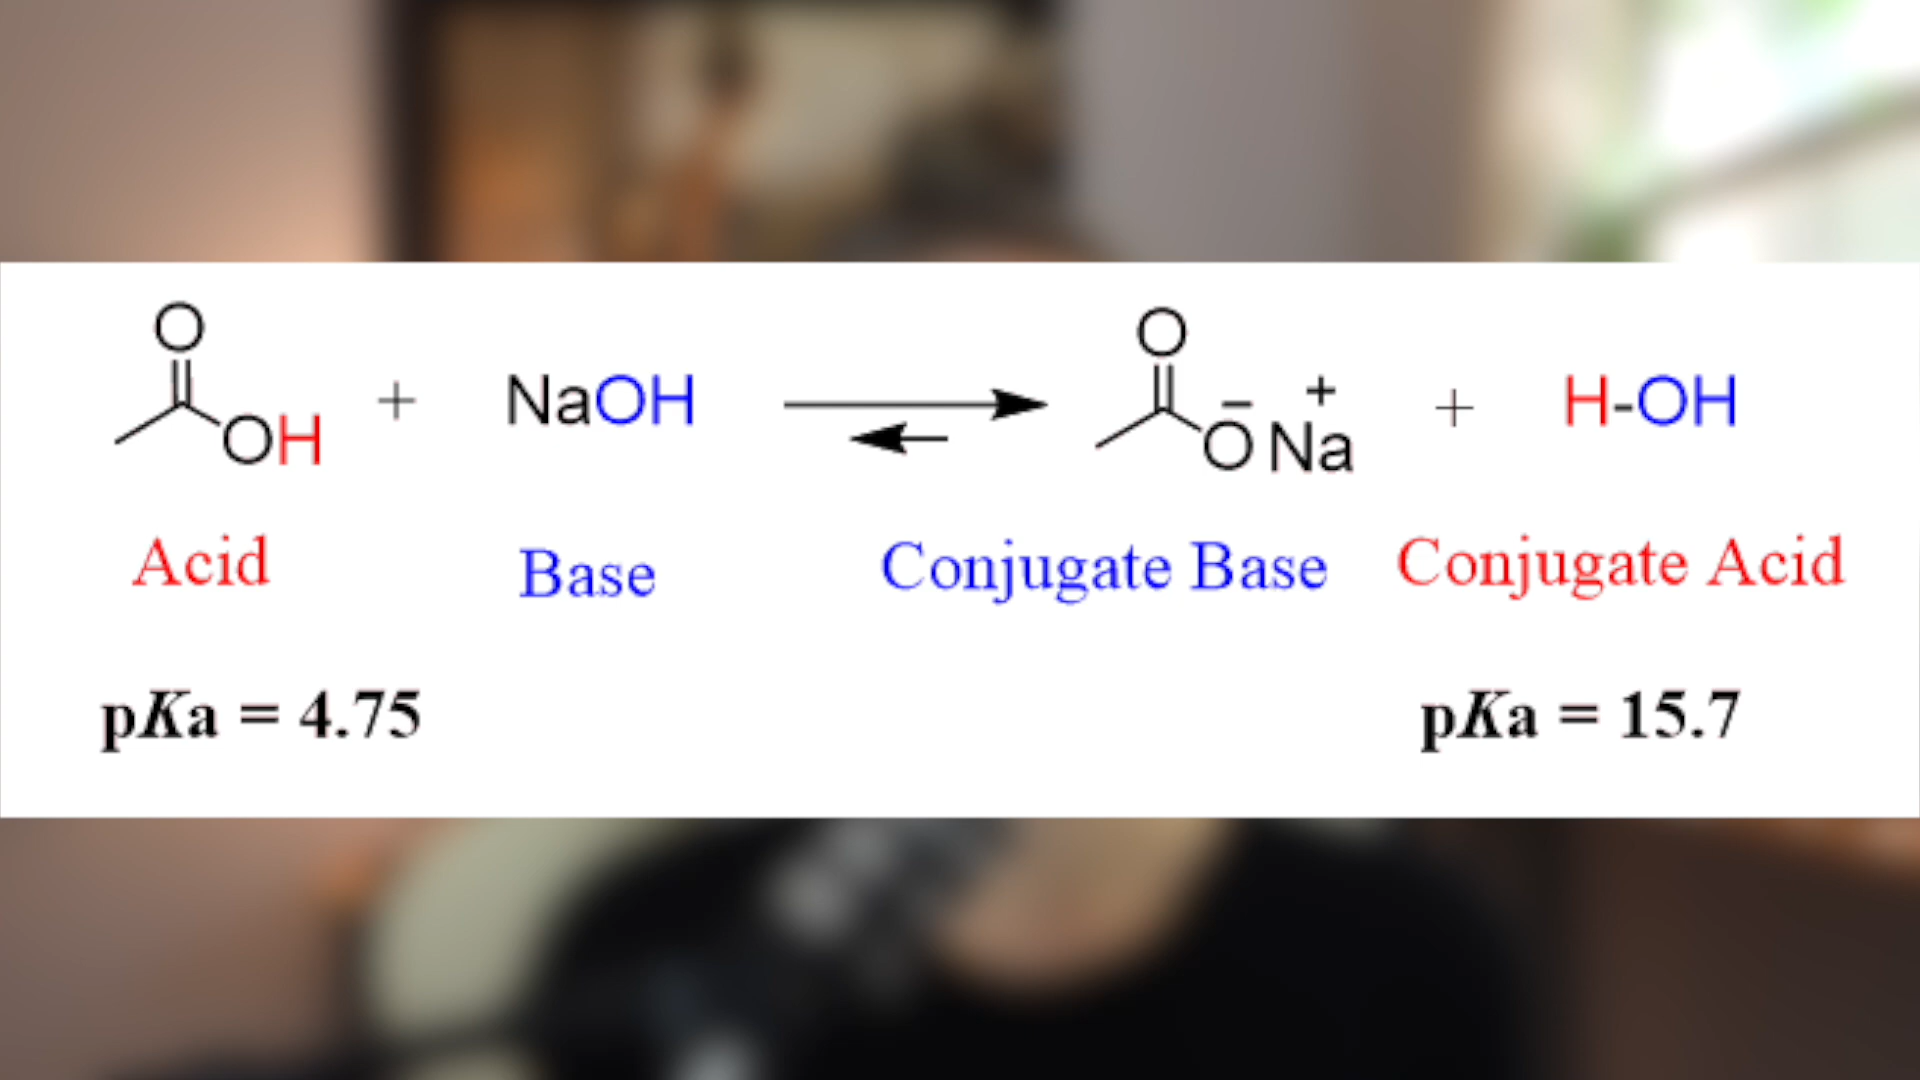 O O
OH + NaOH O⁻ Na⁺ + H-OH
Acid Base Conjugate Base Conjugate Acid
pKa = 4.75 pKa = 15.7